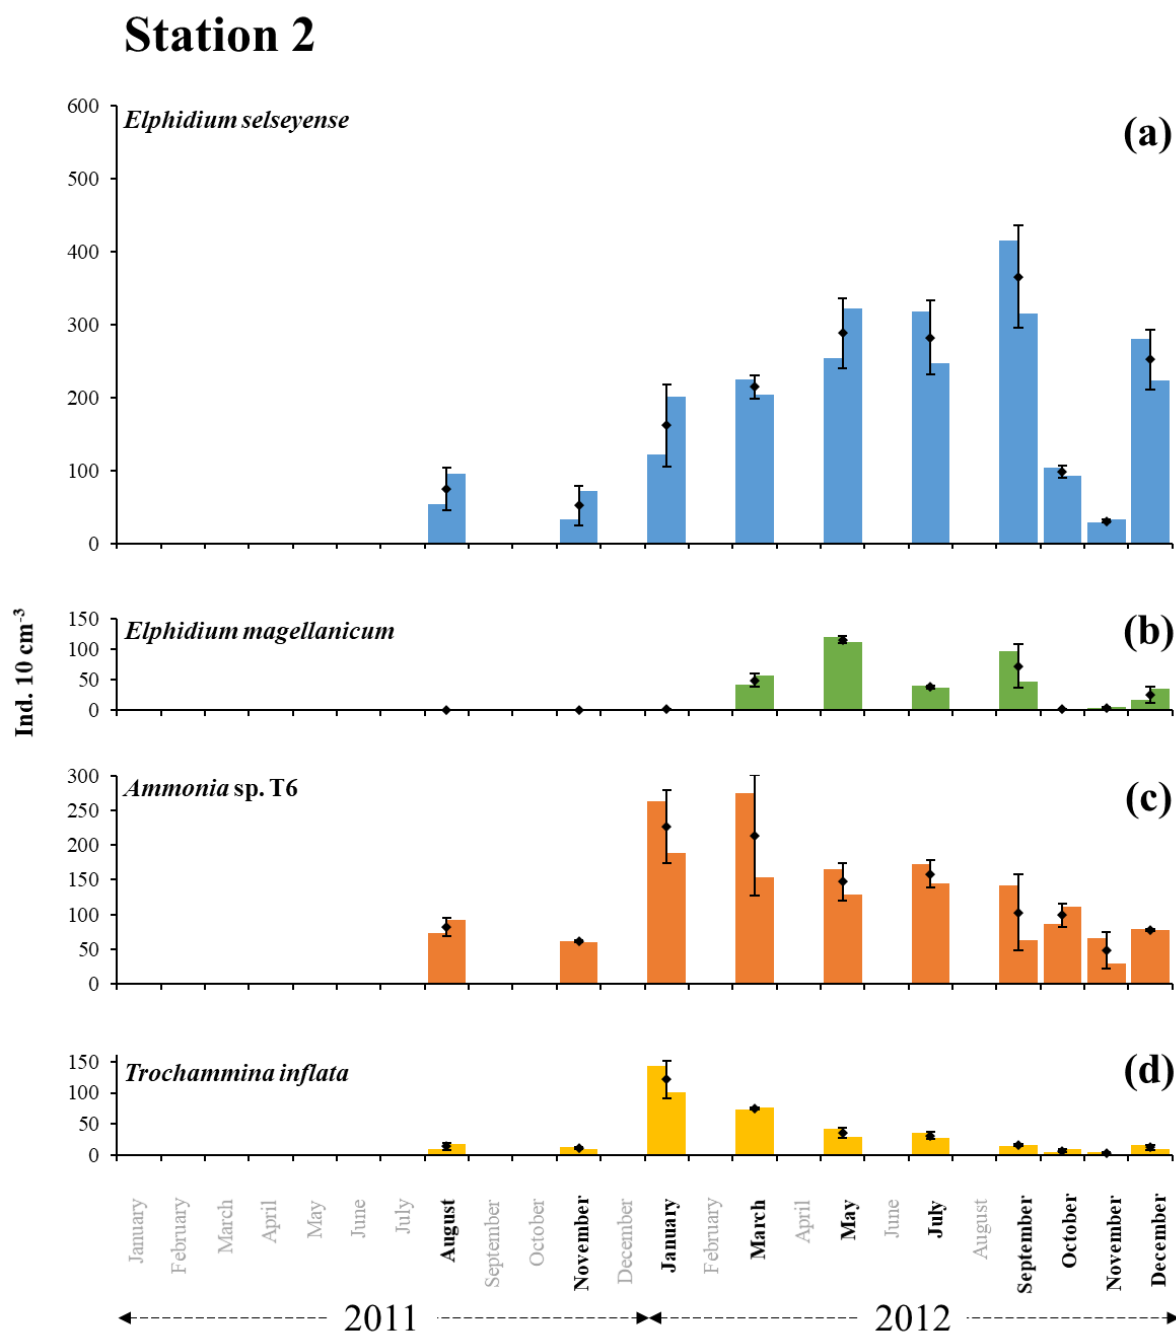 Station 2
Elphidium selseyense
(a)
600
500
400
300
200
100
0
Ind. 10 cm-3
Elphidium magellanicum
(b)
150
100
50
0
Ammonia sp. T6
(c)
300
250
200
150
100
50
0
Trochammina inflata
(d)
150
100
50
0
January
February
March
April
May
June
July
August
September
October
November
December
January
February
March
April
May
June
July
August
September
October
November
December
2011
2012